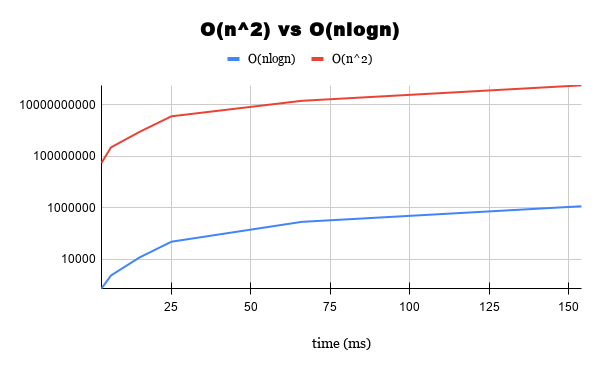 O(n^2) vs O(nlogn)
O(nlogn) O(n^2)
10000000000
100000000
1000000
10000
25 50 75 100 125 150
time (ms)